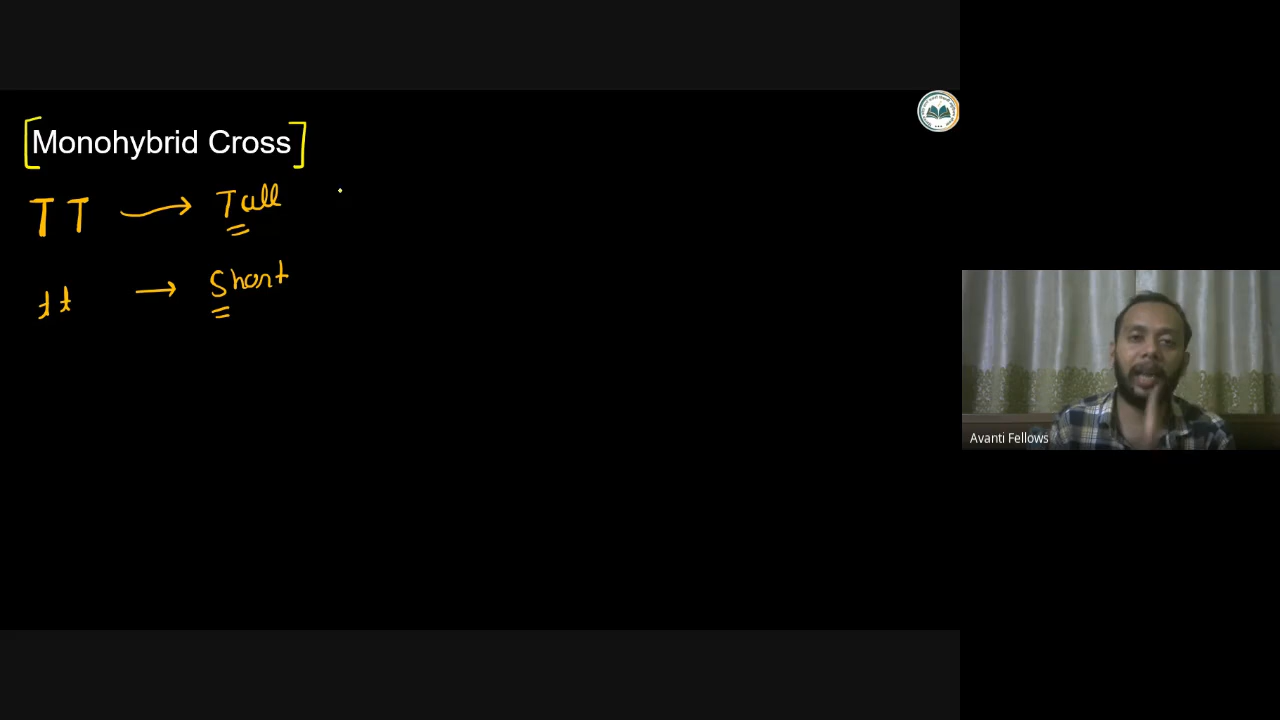 [Monohybrid Cross]
TT → Tall
tt → Short
Avanti Fellows